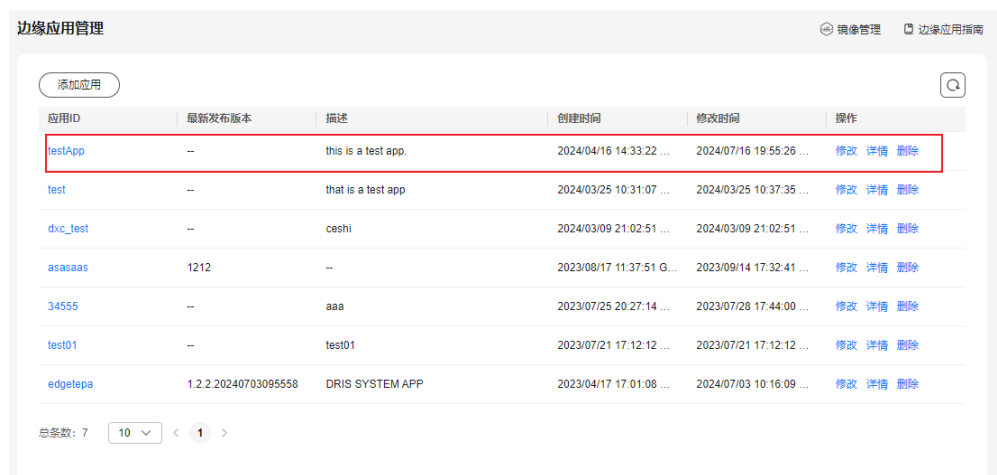 边缘应用管理 镜像管理 边缘应用指南
添加应用
应用ID 最新发布版本 描述 创建时间 修改时间 操作
testApp -- this is a test app. 2024/04/16 14:33:22 ... 2024/07/16 19:55:26 ... 修改 详情 删除
test -- that is a test app 2024/03/25 10:31:07 ... 2024/03/25 10:37:35 ... 修改 详情 删除
dxc_test -- ceshi 2024/03/09 21:02:51 ... 2024/03/09 21:02:51 ... 修改 详情 删除
asasaas 1212 -- 2023/08/17 11:37:51 G... 2023/09/14 17:32:41 ... 修改 详情 删除
34555 -- aaa 2023/07/25 20:27:14 ... 2023/07/28 17:44:00 ... 修改 详情 删除
test01 -- test01 2023/07/21 17:12:12 ... 2023/07/21 17:12:12 ... 修改 详情 删除
edgetepa 1.2.2.20240703095558 DRIS SYSTEM APP 2023/04/17 17:01:08 ... 2024/07/03 10:16:09 ... 修改 详情 删除
总条数: 7 10 < 1 >